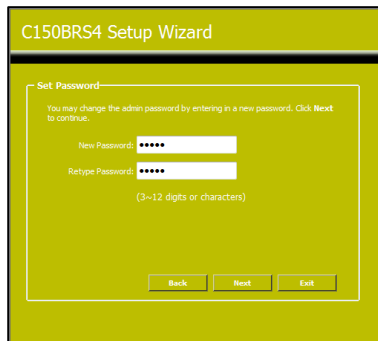 C150BRS4 Setup Wizard
Set Password
You may change the admin password by entering in a new password. Click Next
to continue.
New Password: •••••
Retype Password: •••••
(3~12 digits or characters)
Back Next Exit